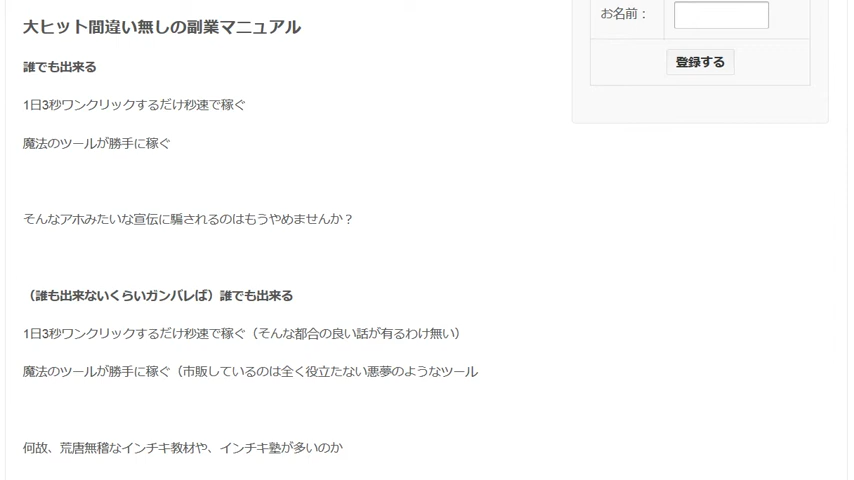 お名前：
登録する
大ヒット間違い無しの副業マニュアル
誰でも出来る
1日3秒ワンクリックするだけ秒速で稼ぐ
魔法のツールが勝手に稼ぐ
そんなアホみたいな宣伝に騙されるのはもうやめませんか？
（誰も出来ないくらいガンバレば）誰でも出来る
1日3秒ワンクリックするだけ秒速で稼ぐ（そんな都合の良い話が有るわけ無い）
魔法のツールが勝手に稼ぐ（市販しているのは全く役立たない悪夢のようなツール
何故、荒唐無稽なインチキ教材や、インチキ塾が多いのか